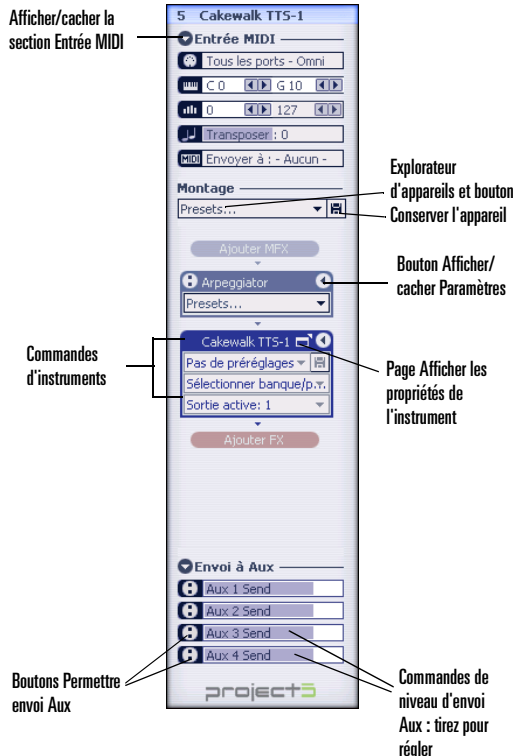 Afficher/cacher la
section Entrée MIDI
5 Cakewalk TTS-1
Entrée MIDI
Tous les ports - Omni
C 0 G 10
0 127
Transposer : 0
MIDI Envoyer à : - Aucun -
Montage
Presets...
Explorateur
d'appareils et bouton
Conserver l'appareil
Ajouter MFX
Arpeggiator
Presets...
Bouton Afficher/
cacher Paramètres
Commandes
d'instruments
Cakewalk TTS-1
Pas de préréglages
Sélectionner banque/p...
Sortie active: 1
Page Afficher les
propriétés de
l'instrument
Ajouter FX
Envoi à Aux
Aux 1 Send
Aux 2 Send
Aux 3 Send
Aux 4 Send
Boutons Permettre
envoi Aux
Commandes de
niveau d'envoi
Aux : tirez pour
régler
project5